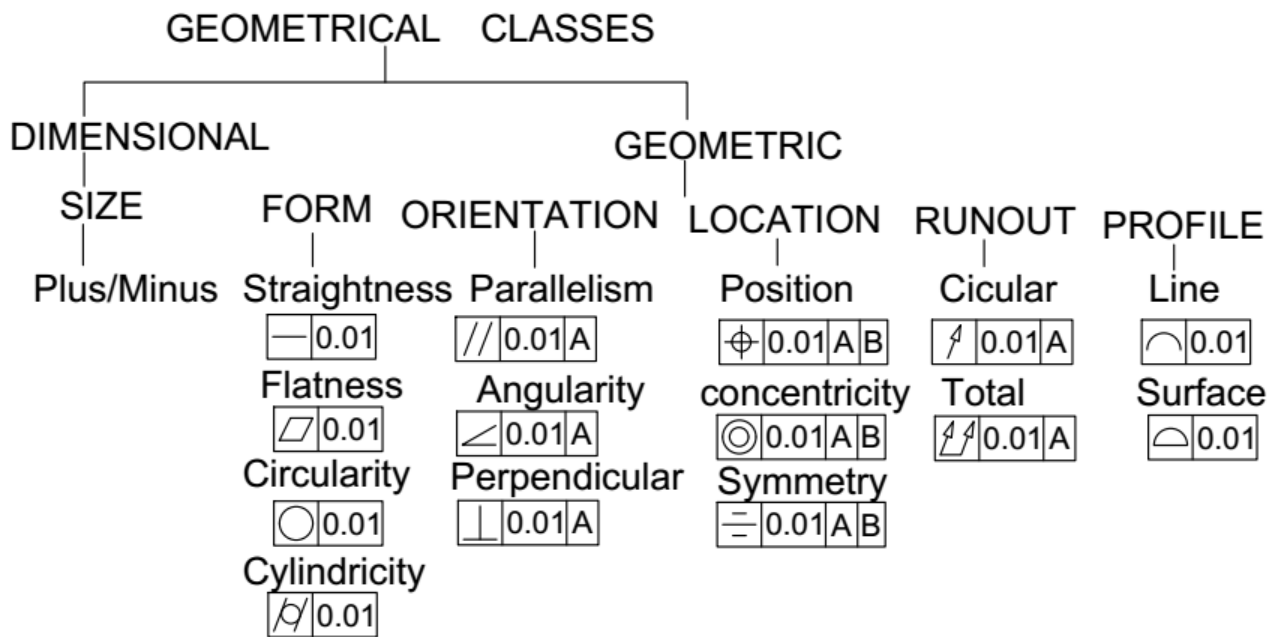 GEOMETRICAL CLASSES
DIMENSIONAL
GEOMETRIC
SIZE
FORM
ORIENTATION
LOCATION
RUNOUT
PROFILE
Plus/Minus
Straightness
Parallelism
Position
Cicular
Line
0.01
// 0.01 A
0.01 A B
0.01 A
0.01
Flatness
Angularity
concentricity
Total
Surface
0.01
0.01 A
0.01 A B
0.01 A
0.01
Circularity
Perpendicular
Symmetry
0.01
0.01 A
0.01 A B
Cylindricity
0.01